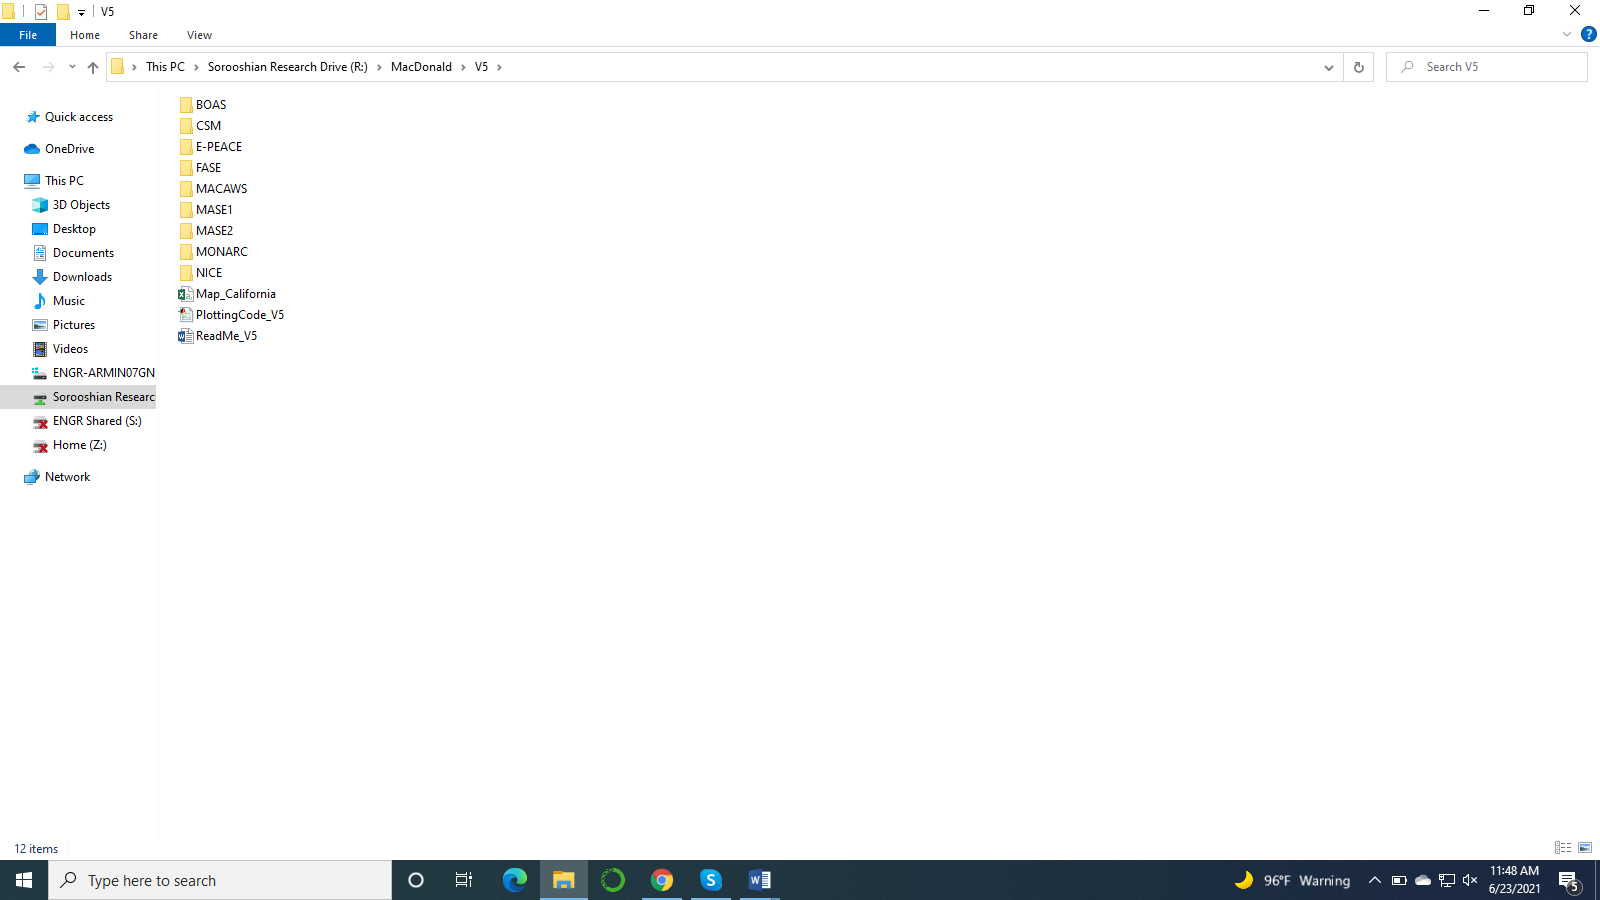 V5
File Home Share View
This PC Sorooshian Research Drive (R:) MacDonald V5
Search V5
Quick access
OneDrive
This PC
3D Objects
Desktop
Documents
Downloads
Music
Pictures
Videos
ENGR-ARMIN07GN
Sorooshian Researc
ENGR Shared (S:)
Home (Z:)
Network
BOAS
CSM
E-PEACE
FASE
MACAWS
MASE1
MASE2
MONARC
NICE
Map_California
PlottingCode_V5
ReadMe_V5
12 items
Type here to search
96°F Warning
11:48 AM
6/23/2021
5